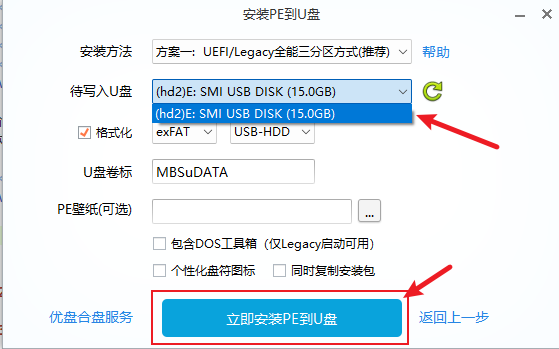 安装PE到U盘
安装方法 方案一：UEFI/Legacy全能三分区方式(推荐) 帮助
待写入U盘 (hd2)E: SMI USB DISK (15.0GB)
(hd2)E: SMI USB DISK (15.0GB)
格式化 exFAT USB-HDD
U盘卷标 MBSuDATA
PE壁纸(可选) ...
包含DOS工具箱（仅Legacy启动可用）
个性化盘符图标 同时复制安装包
优盘合盘服务 立即安装PE到U盘 返回上一步